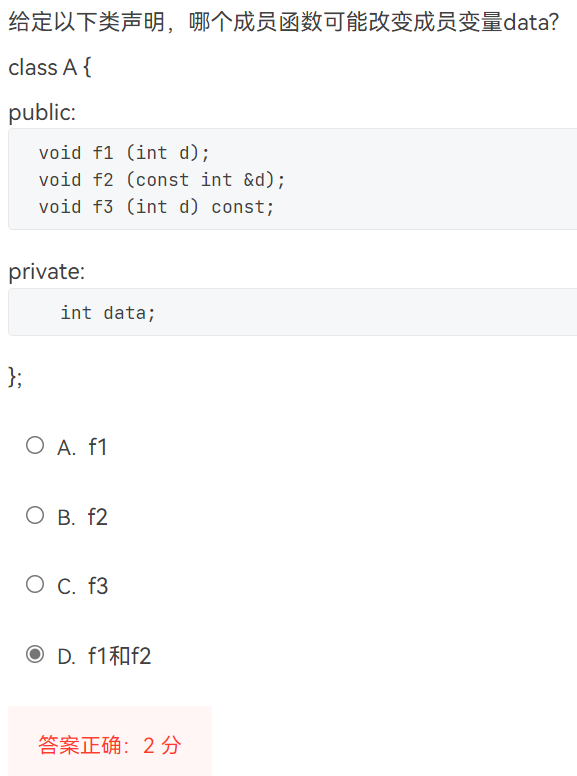 给定以下类声明，哪个成员函数可能改变成员变量data?
class A {
public:
void f1 (int d);
void f2 (const int &d);
void f3 (int d) const;
private:
int data;
};
A. f1
B. f2
C. f3
D. f1和f2
答案正确：2 分